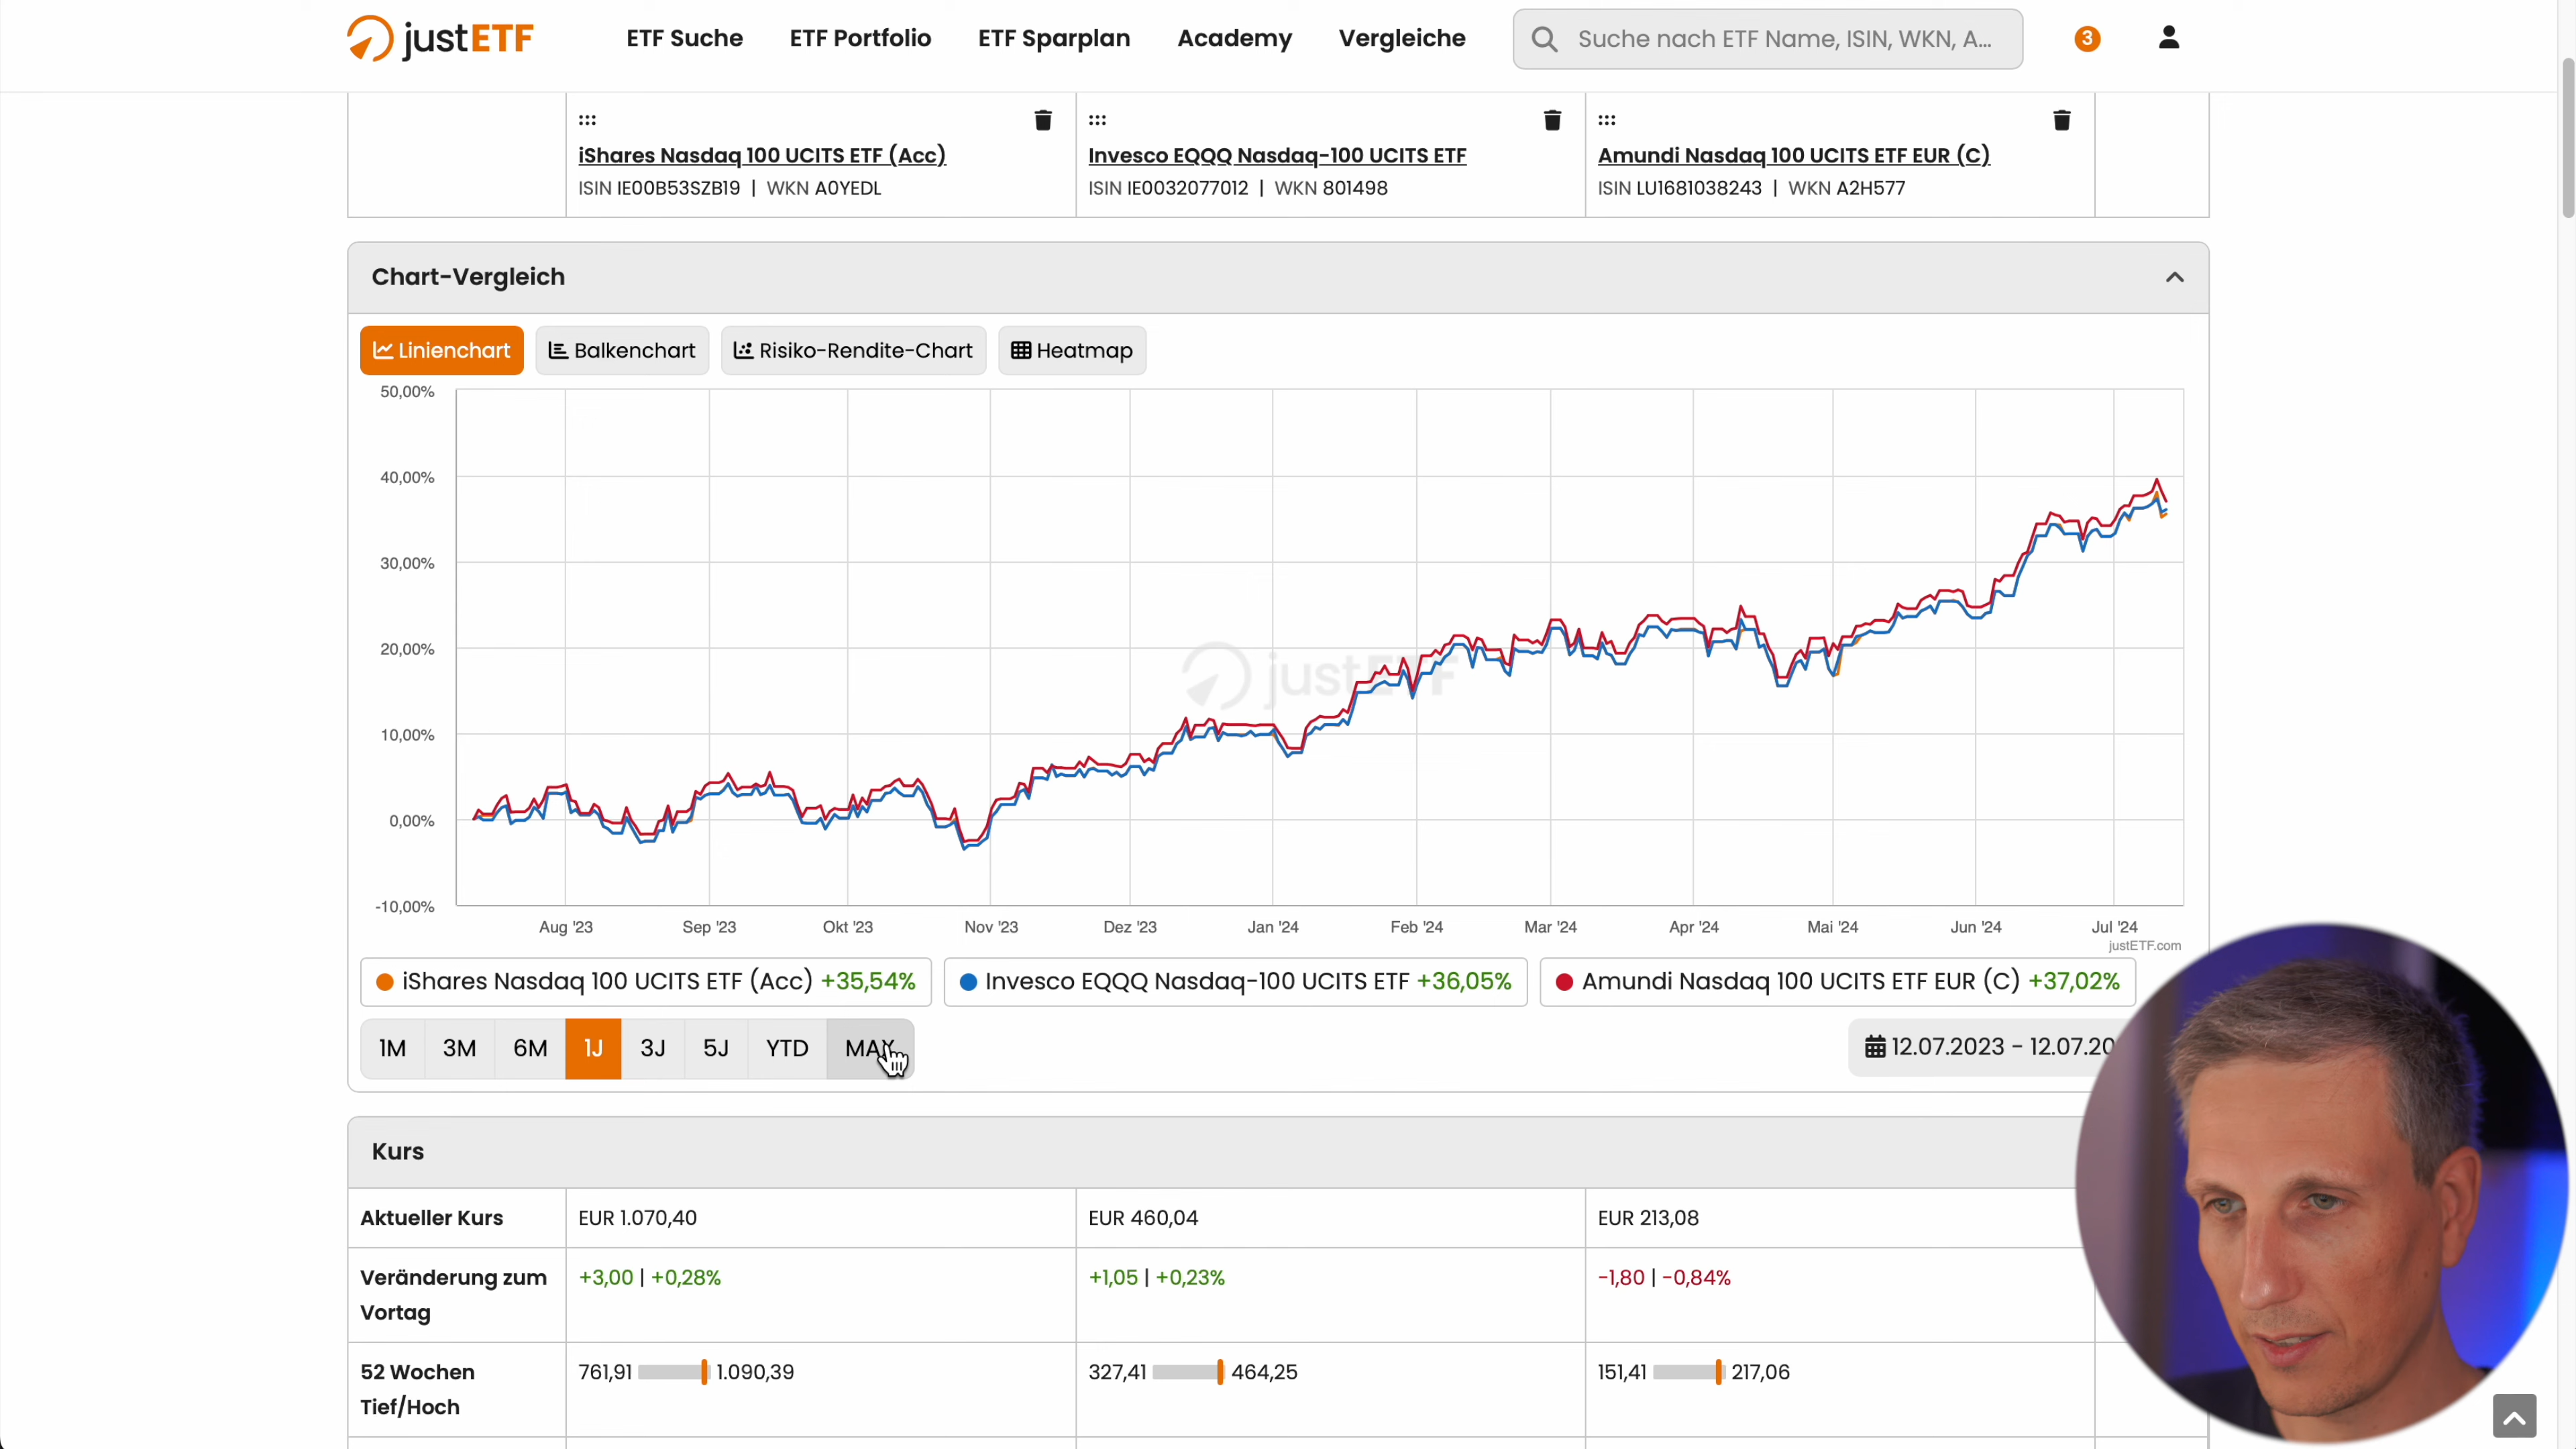 justETF
ETF Suche ETF Portfolio ETF Sparplan Academy Vergleiche Suche nach ETF Name, ISIN, WKN, A... 3
iShares Nasdaq 100 UCITS ETF (Acc)
ISIN IE00B53SZB19 | WKN A0YEDL
Invesco EQQQ Nasdaq-100 UCITS ETF
ISIN IE0032077012 | WKN 801498
Amundi Nasdaq 100 UCITS ETF EUR (C)
ISIN LU1681038243 | WKN A2H577
Chart-Vergleich
Linienchart Balkenchart Risiko-Rendite-Chart Heatmap
50,00%
40,00%
30,00%
20,00%
10,00%
0,00%
-10,00%
justETF
Aug '23 Sep '23 Okt '23 Nov '23 Dez '23 Jan '24 Feb '24 Mar '24 Apr '24 Mai '24 Jun '24 Jul '24
justETF.com
iShares Nasdaq 100 UCITS ETF (Acc) +35,54% Invesco EQQQ Nasdaq-100 UCITS ETF +36,05% Amundi Nasdaq 100 UCITS ETF EUR (C) +37,02%
1M 3M 6M 1J 3J 5J YTD MAX 12.07.2023 - 12.07.20
Kurs
Aktueller Kurs EUR 1.070,40 EUR 460,04 EUR 213,08
Veränderung zum Vortag +3,00 | +0,28% +1,05 | +0,23% -1,80 | -0,84%
52 Wochen Tief/Hoch 761,91 1.090,39 327,41 464,25 151,41 217,06